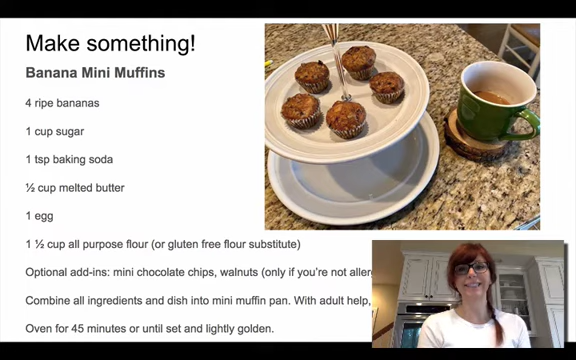 Make something!
Banana Mini Muffins
4 ripe bananas
1 cup sugar
1 tsp baking soda
½ cup melted butter
1 egg
1 ½ cup all purpose flour (or gluten free flour substitute)
Optional add-ins: mini chocolate chips, walnuts (only if you're not
Combine all ingredients and dish into mini muffin pan. With adult help,
Oven for 45 minutes or until set and lightly golden.